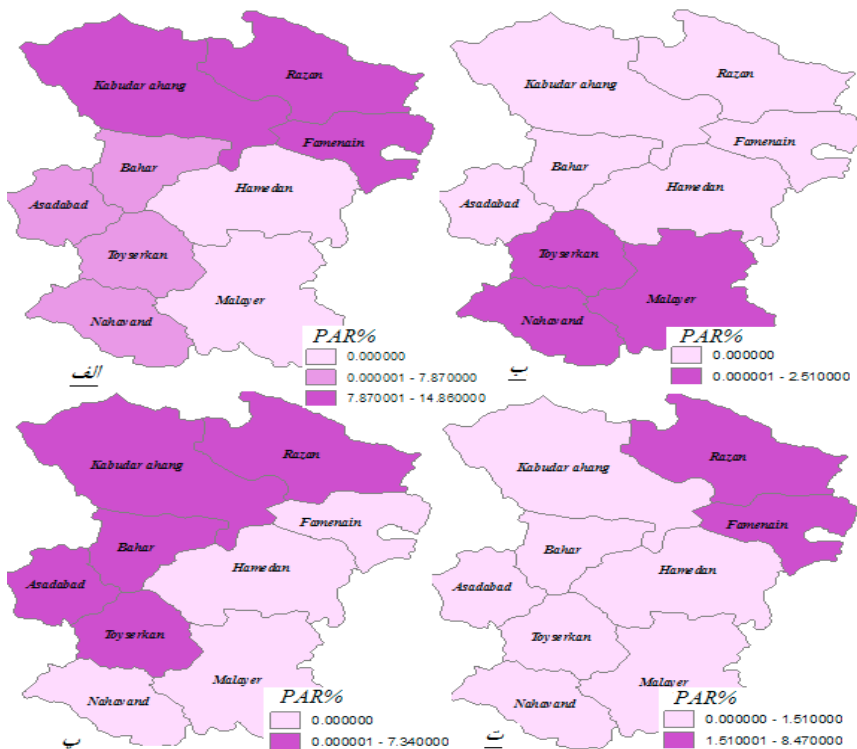 Kabudar ahang
Razan
Famenain
Bahar
Hamedan
Asadabad
Toyserkan
Malayer
Nahavand
PAR%
0.000000
0.000001 - 7.870000
7.870001 - 14.860000
الف
Kabudar ahang
Razan
Famenain
Bahar
Hamedan
Asadabad
Toyserkan
Malayer
Nahavand
PAR%
0.000000
0.000001 - 2.510000
ب
Kabudar ahang
Razan
Famenain
Bahar
Hamedan
Asadabad
Toyserkan
Malayer
Nahavand
PAR%
0.000000
0.000001 - 7.340000
پ
Kabudar ahang
Razan
Famenain
Bahar
Hamedan
Asadabad
Toyserkan
Malayer
Nahavand
PAR%
0.000000 - 1.510000
1.510001 - 8.470000
ت